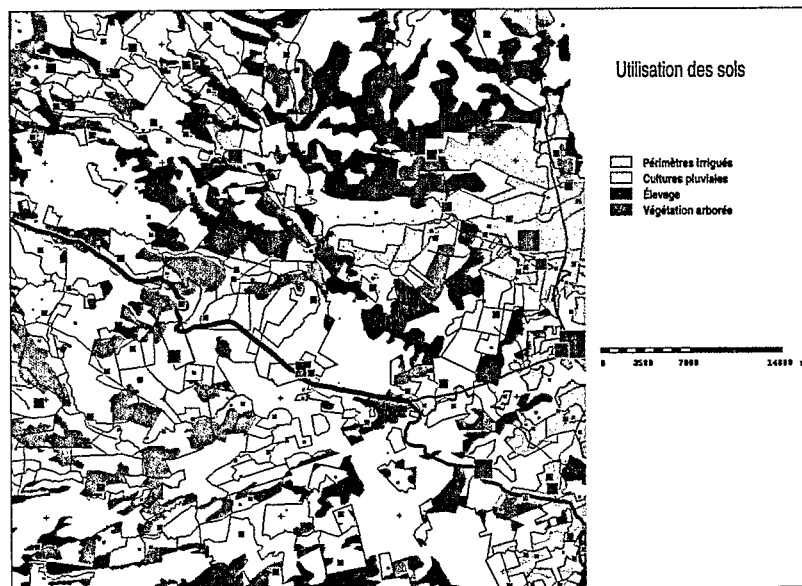 Utilisation des sols
Périmètres irrigués
Cultures pluviales
Élevage
Végétation arborée
0 3500 7000 14000